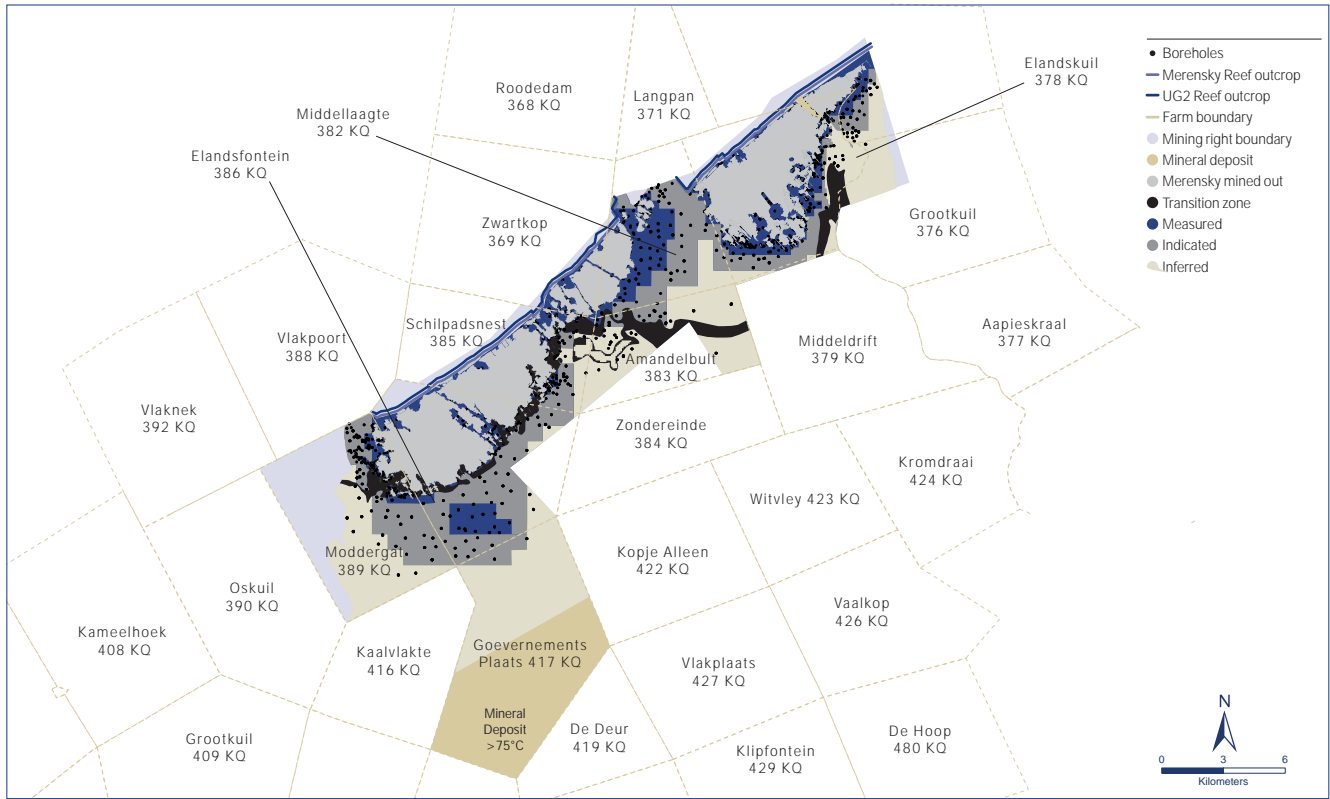 Roodedam
368 KQ
Langpan
371 KQ
Elandskuil
378 KQ
Middellaagte
382 KQ
Elandsfontein
386 KQ
Zwartkop
369 KQ
Grootkuil
376 KQ
Vlakpoort
388 KQ
Schilpadsnest
385 KQ
Amandelbult
383 KQ
Middeldrift
379 KQ
Aapieskraal
377 KQ
Vlaknek
392 KQ
Zondereinde
384 KQ
Kromdraai
424 KQ
Witvley 423 KQ
Moddergat
389 KQ
Kopje Alleen
422 KQ
Oskuil
390 KQ
Vaalkop
426 KQ
Kameelhoek
408 KQ
Kaalvlakte
416 KQ
Goevernements
Plaats 417 KQ
Vlakplaats
427 KQ
Mineral
Deposit
>75°C
De Deur
419 KQ
Grootkuil
409 KQ
Klipfontein
429 KQ
De Hoop
480 KQ
Boreholes
Merensky Reef outcrop
UG2 Reef outcrop
Farm boundary
Mining right boundary
Mineral deposit
Merensky mined out
Transition zone
Measured
Indicated
Inferred
N
0 3 6
Kilometers